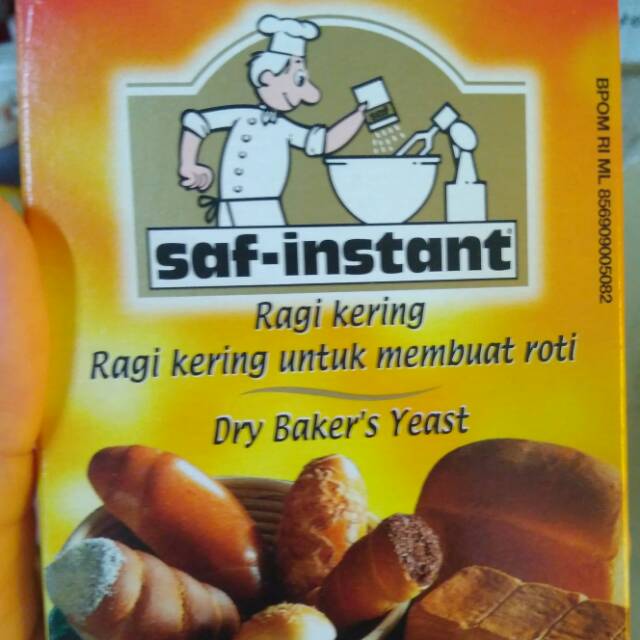 saf-instant
Ragi kering
Ragi kering untuk membuat roti
Dry Baker's Yeast
BPOM RI ML 856909005082